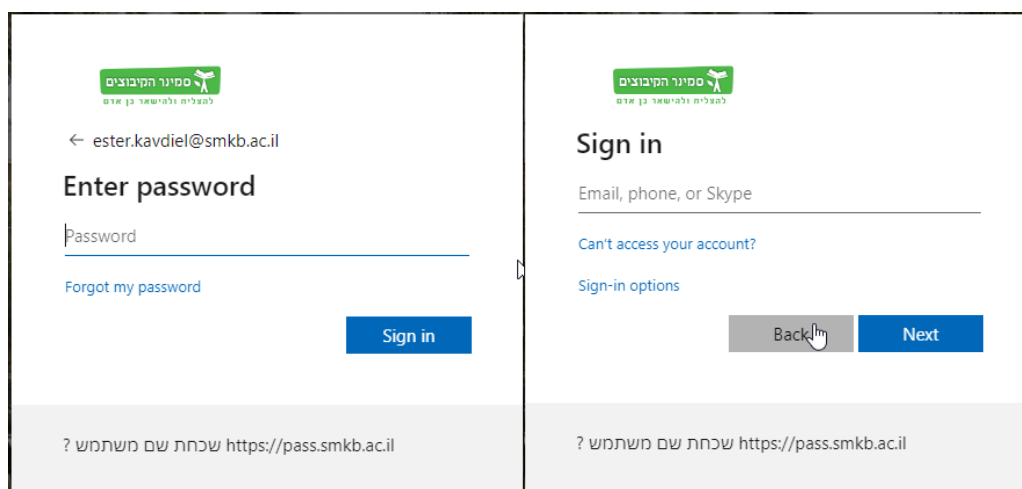 סמינר הקיבוצים
להצליח ולהישאר בן אדם
← ester.kavdiel@smkb.ac.il
Enter password
Password
Forgot my password
Sign in
שכחת שם משתמש ? https://pass.smkb.ac.il
סמינר הקיבוצים
להצליח ולהישאר בן אדם
Sign in
Email, phone, or Skype
Can't access your account?
Sign-in options
Back
Next
שכחת שם משתמש ? https://pass.smkb.ac.il